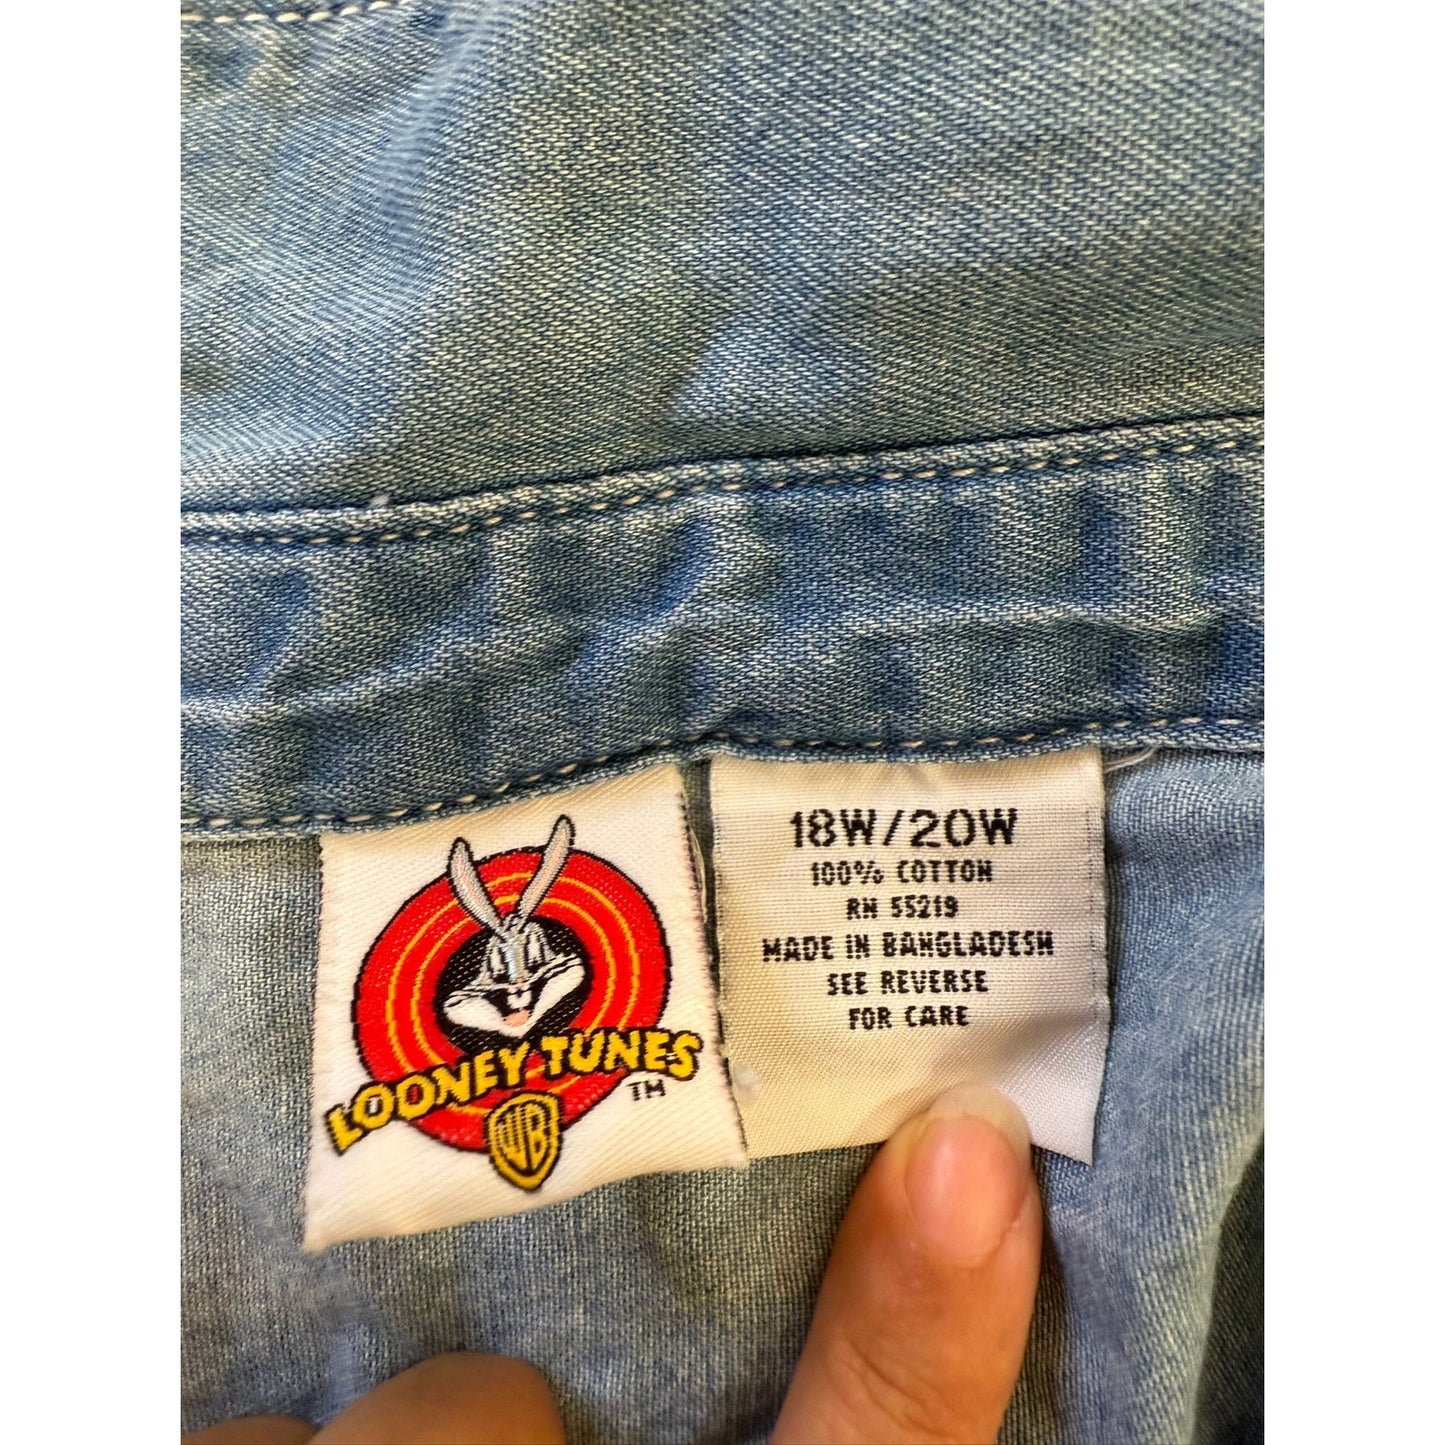 LOONEY TUNES
TM
WB
18W/20W
100% COTTON
RN 55219
MADE IN BANGLADESH
SEE REVERSE
FOR CARE